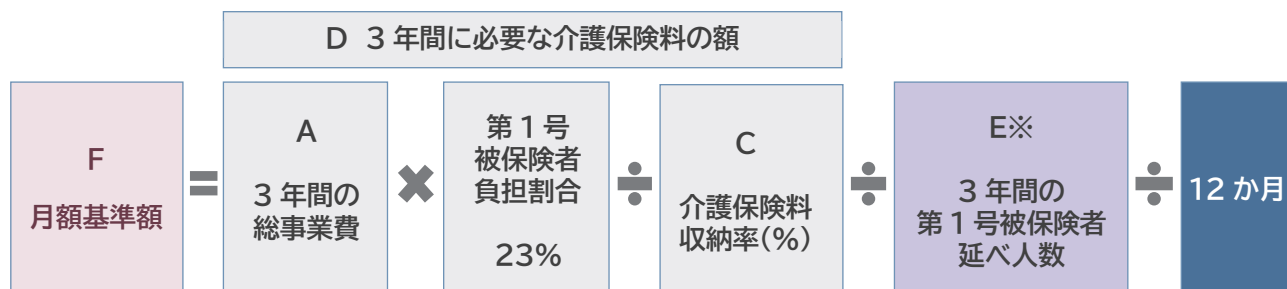 D 3年間に必要な介護保険料の額
F
月額基準額
=
A
3年間の
総事業費
×
第1号
被保険者
負担割合
23%
÷
C
介護保険料
収納率(%)
÷
E※
3年間の
第1号被保険者
延べ人数
÷
12か月